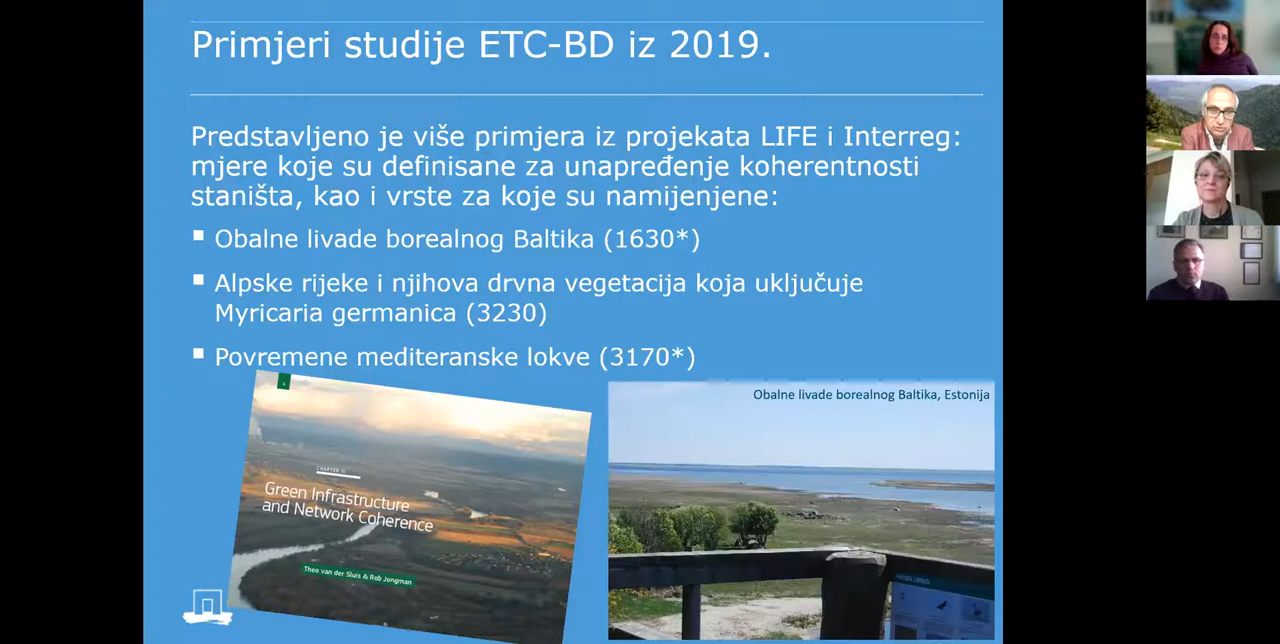 Primjeri studije ETC-BD iz 2019.
Predstavljeno je više primjera iz projekata LIFE i Interreg:
mjere koje su definisane za unapređenje koherentnosti
staništa, kao i vrste za koje su namijenjene:
Obalne livade borealnog Baltika (1630*)
Alpske rijeke i njihova drvna vegetacija koja uključuje
Myricaria germanica (3230)
Povremene mediteranske lokve (3170*)
Green Infrastructure
and Network Coherence
Theo van der Sluis & Rob Jongman
Obalne livade borealnog Baltika, Estonija